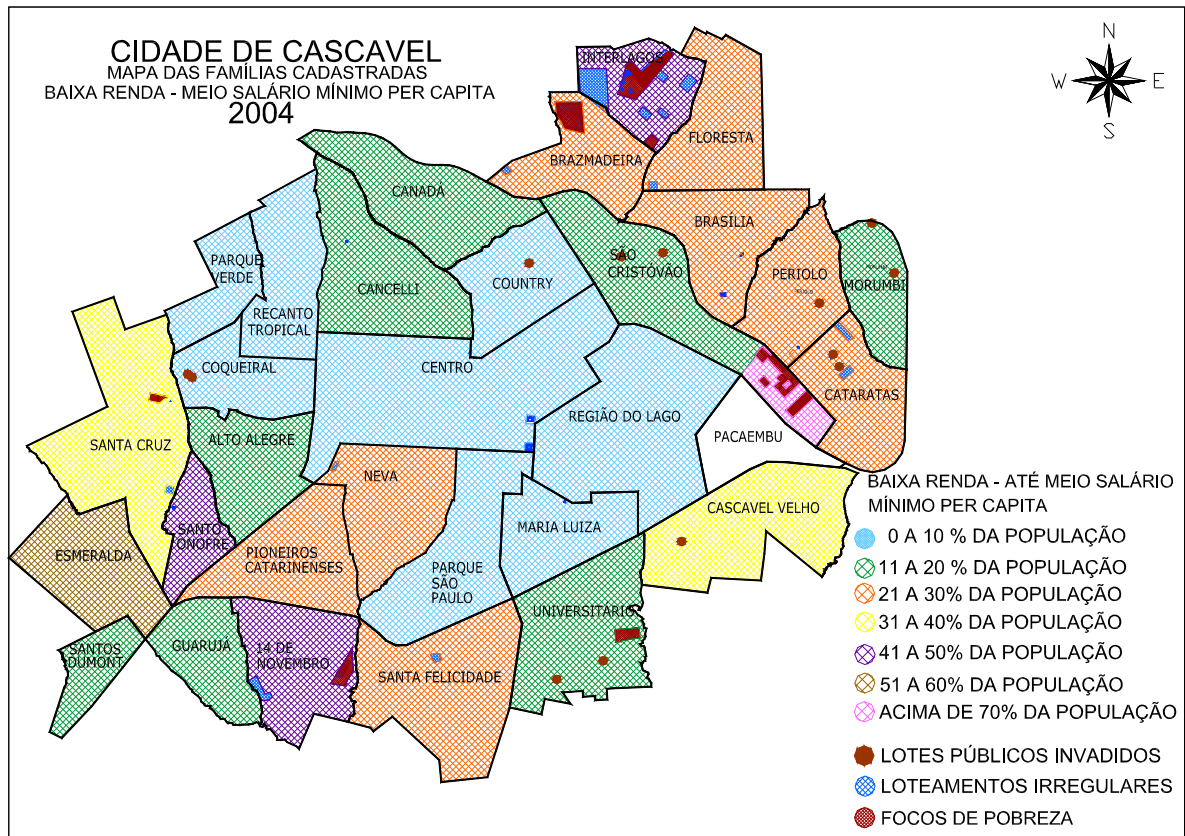 CIDADE DE CASCAVEL
MAPA DAS FAMÍLIAS CADASTRADAS
BAIXA RENDA - MEIO SALÁRIO MÍNIMO PER CAPITA
2004
N
W
E
S
INTERLAGOS
FLORESTA
BRAZMADEIRA
CANADA
BRASÍLIA
SÃO
CRISTÓVÃO
PARQUE
VERDE
PERIOLO
MORUMBI
COUNTRY
CANCELLI
RECANTO
TROPICAL
COQUEIRAL
CENTRO
CATARATAS
REGIÃO DO LAGO
PACAEMBU
SANTA CRUZ
ALTO ALEGRE
NEVA
CASCAVEL VELHO
SANTO
ONOFRE
MARIA LUIZA
ESMERALDA
PIONEIROS
CATARINENSES
PARQUE
SÃO
PAULO
UNIVERSITÁRIO
SANTOS
DUMONT
GUARUJÁ
14 DE
NOVEMBRO
SANTA FELICIDADE
BAIXA RENDA - ATÉ MEIO SALÁRIO
MÍNIMO PER CAPITA
0 A 10 % DA POPULAÇÃO
11 A 20 % DA POPULAÇÃO
21 A 30% DA POPULAÇÃO
31 A 40% DA POPULAÇÃO
41 A 50% DA POPULAÇÃO
51 A 60% DA POPULAÇÃO
ACIMA DE 70% DA POPULAÇÃO
LOTES PÚBLICOS INVADIDOS
LOTEAMENTOS IRREGULARES
FOCOS DE POBREZA